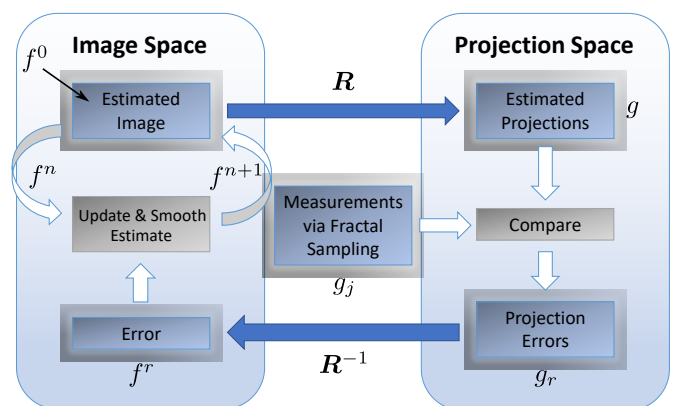 Image Space
Projection Space
f^0
Estimated
Image
R
Estimated
Projections
g
f^n
f^{n+1}
Update & Smooth
Estimate
Measurements
via Fractal
Sampling
g_j
Compare
Error
f^r
R^{-1}
Projection
Errors
g_r